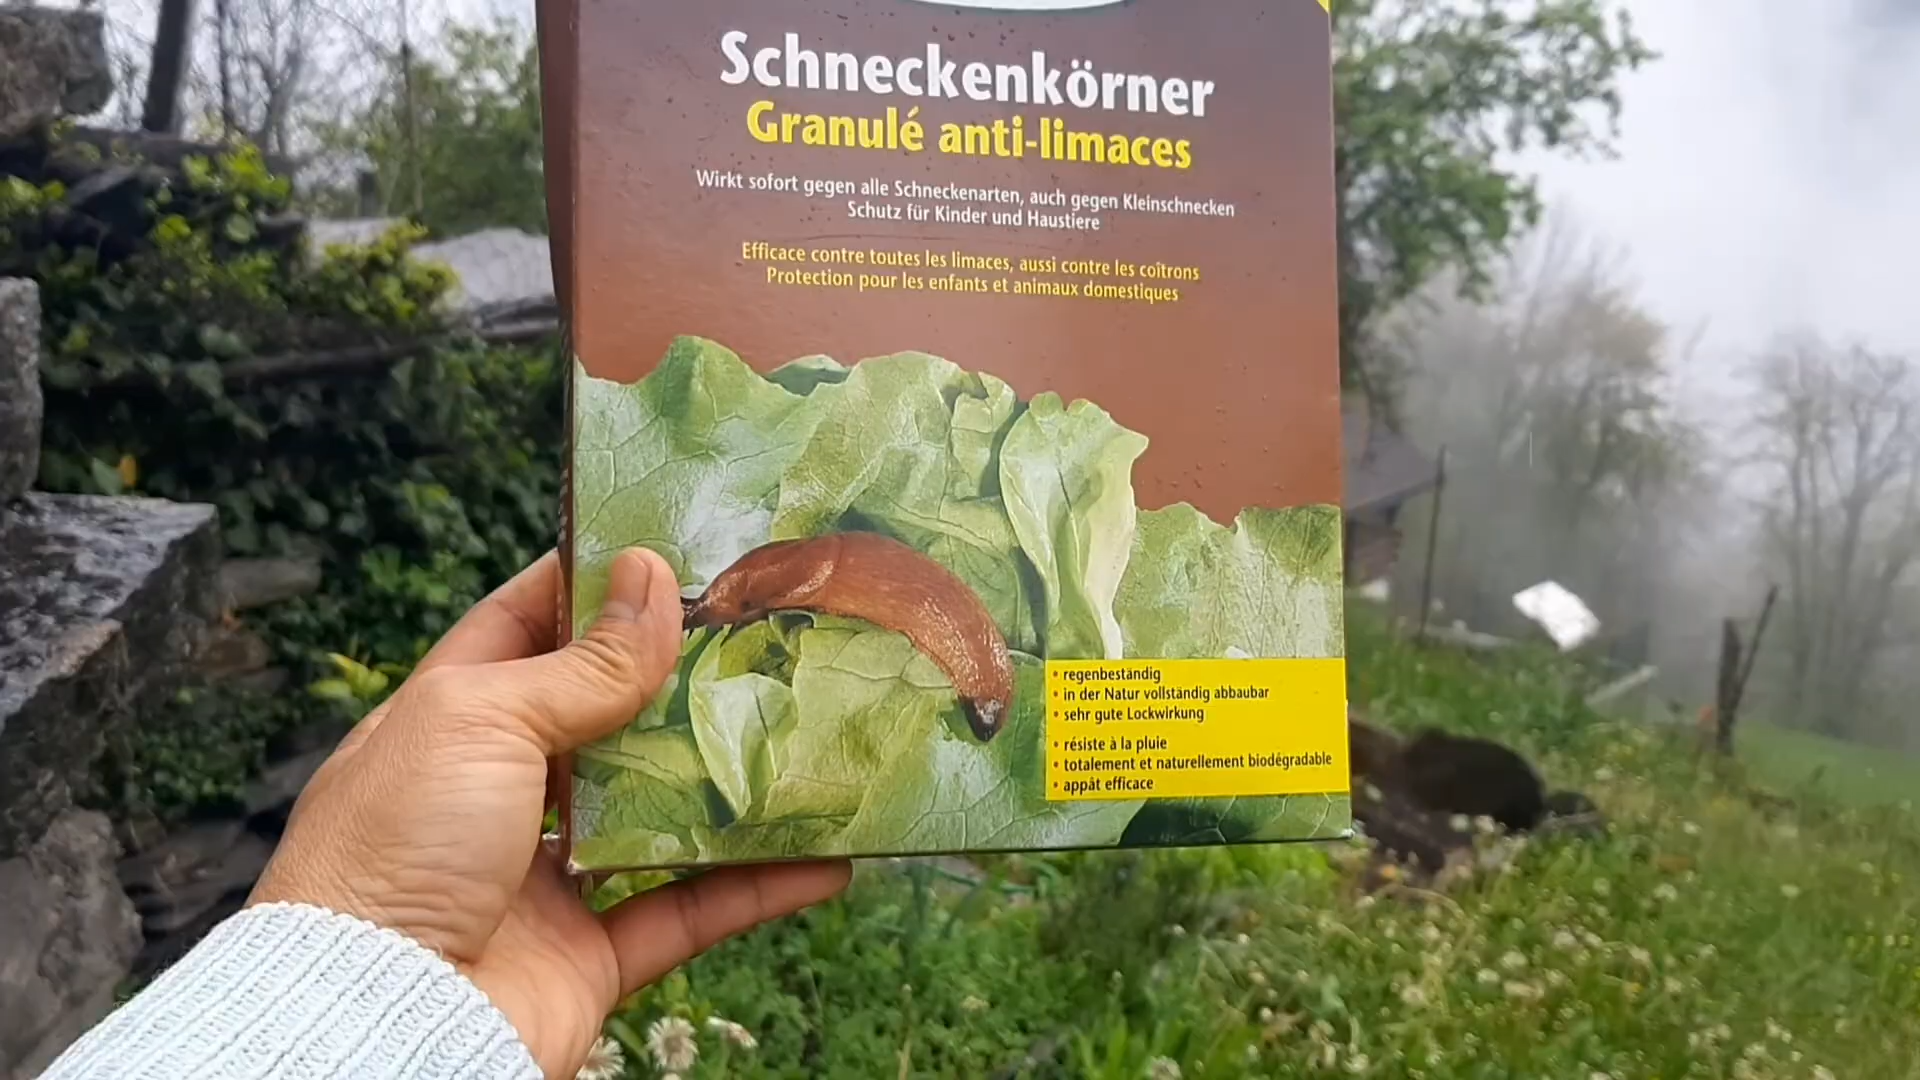 Schneckenkörner
Granulé anti-limaces
Wirkt sofort gegen alle Schneckenarten, auch gegen Kleinschnecken
Schutz für Kinder und Haustiere
Efficace contre toutes les limaces, aussi contre les coîtrons
Protection pour les enfants et animaux domestiques
• regenbeständig
• in der Natur vollständig abbaubar
• sehr gute Lockwirkung
• résiste à la pluie
• totalement et naturellement biodégradable
• appât efficace